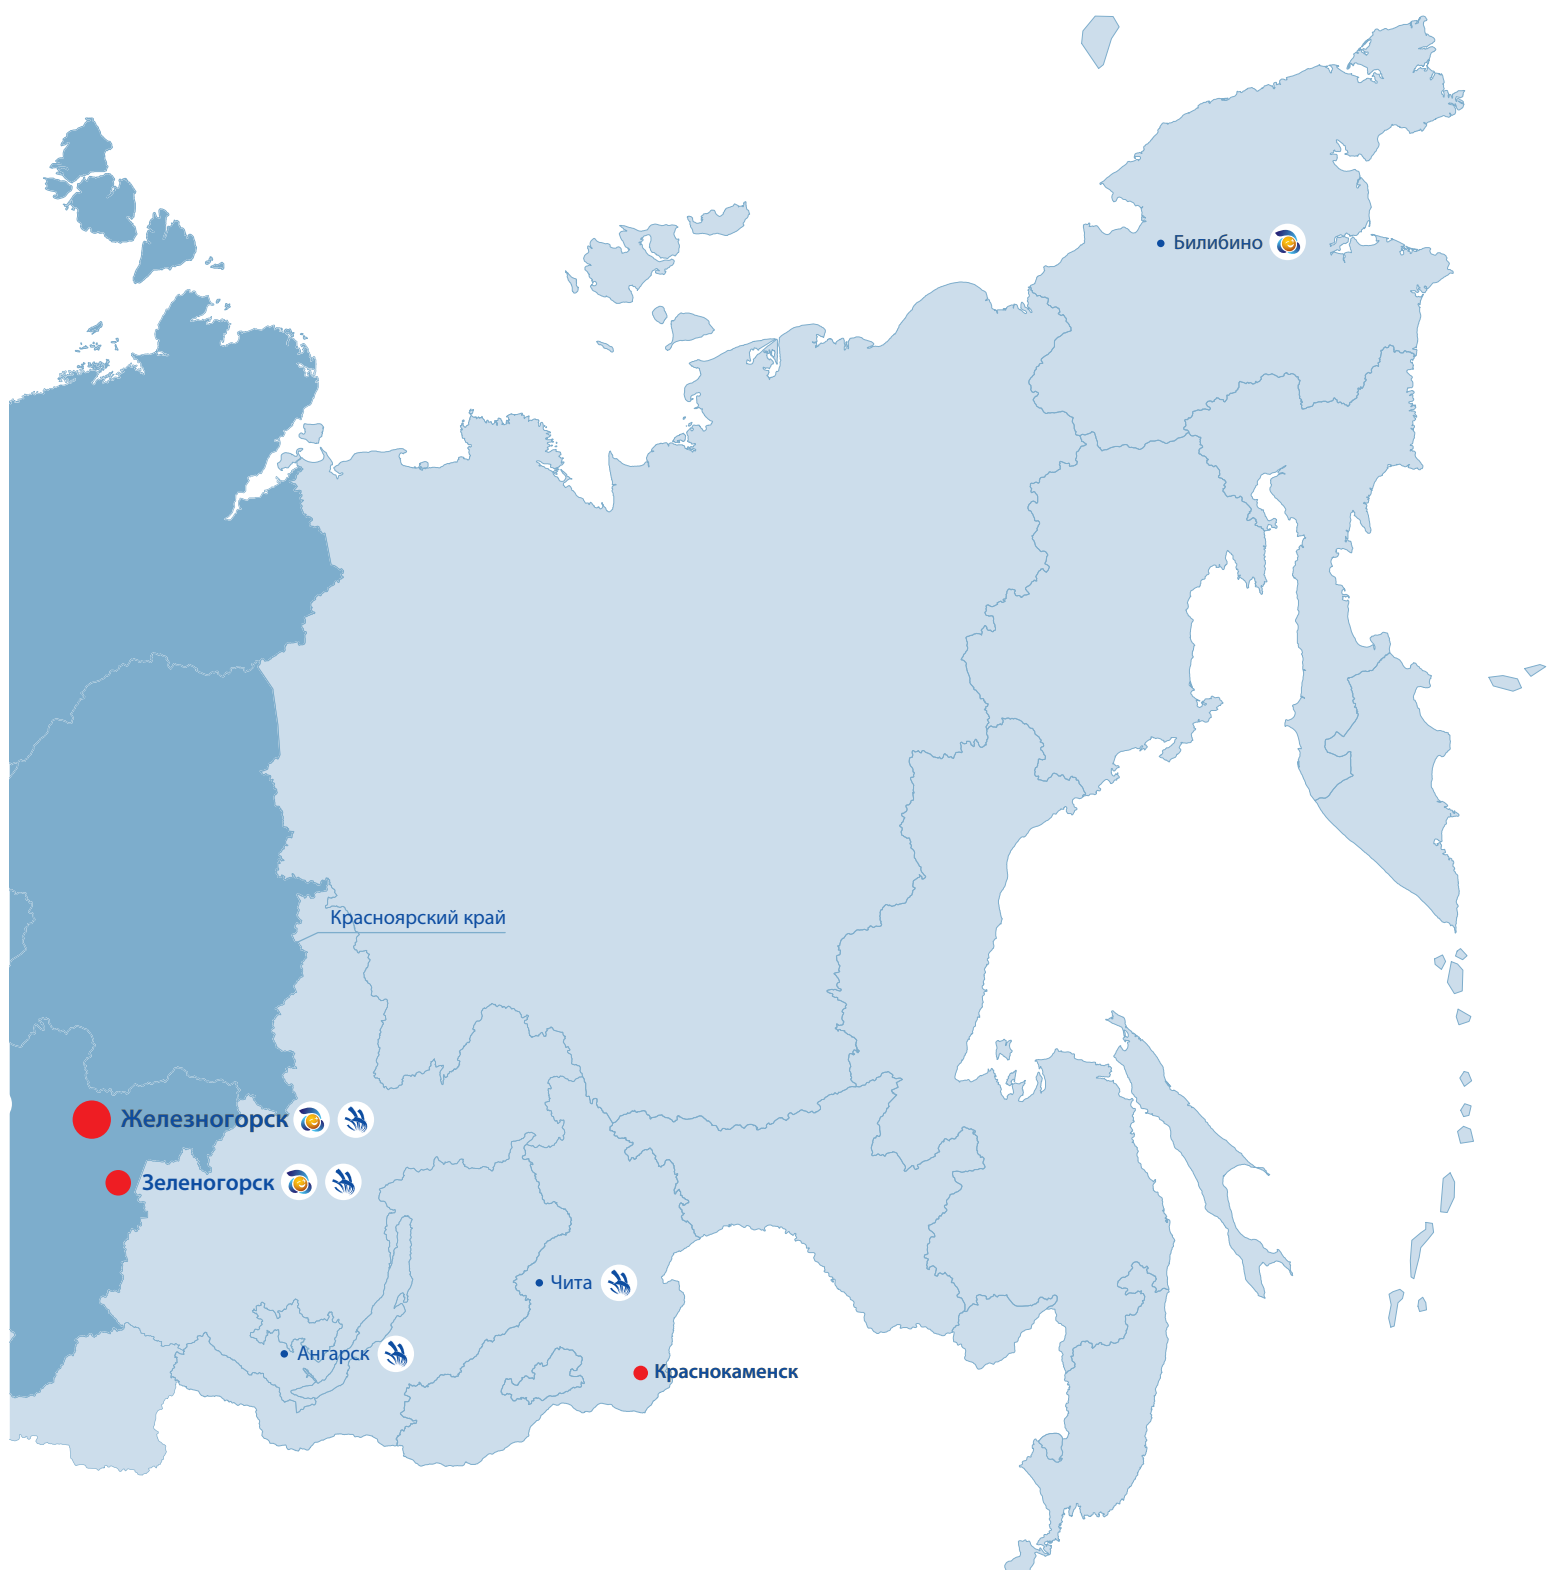 Билибино
Красноярский край
Железногорск
Зеленогорск
Чита
Ангарск
Краснокаменск